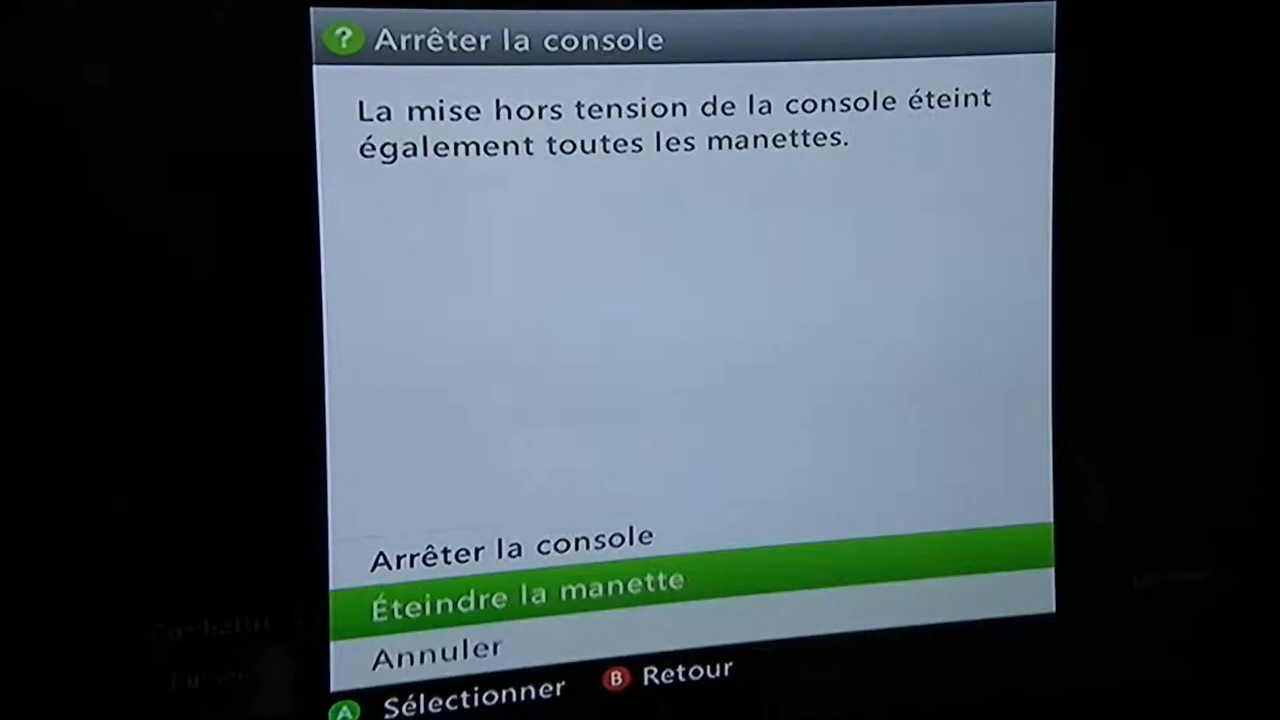 ? Arrêter la console
La mise hors tension de la console éteint
également toutes les manettes.
Arrêter la console
Éteindre la manette
Annuler
A Sélectionner B Retour